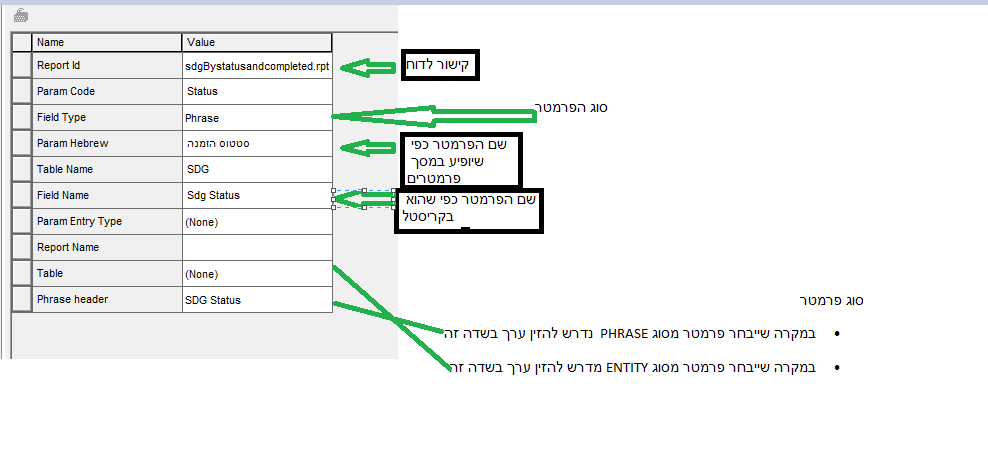 Name Value
Report Id sdgBystatusandcompleted.rpt
קישור לדוח
Param Code Status
סוג הפרמטר
Field Type Phrase
Param Hebrew סטטוס הזמנה
שם הפרמטר כפי
שיופיע במסך
פרמטרים
Table Name SDG
Field Name Sdg Status
שם הפרמטר כפי שהוא
בקריסטל
Param Entry Type (None)
Report Name
Table (None)
Phrase header SDG Status
סוג פרמטר
• במקרה שייבחר פרמטר מסוג PHRASE נדרש להזין ערך בשדה זה
• במקרה שייבחר פרמטר מסוג ENTITY מדרש להזין ערך בשדה זה